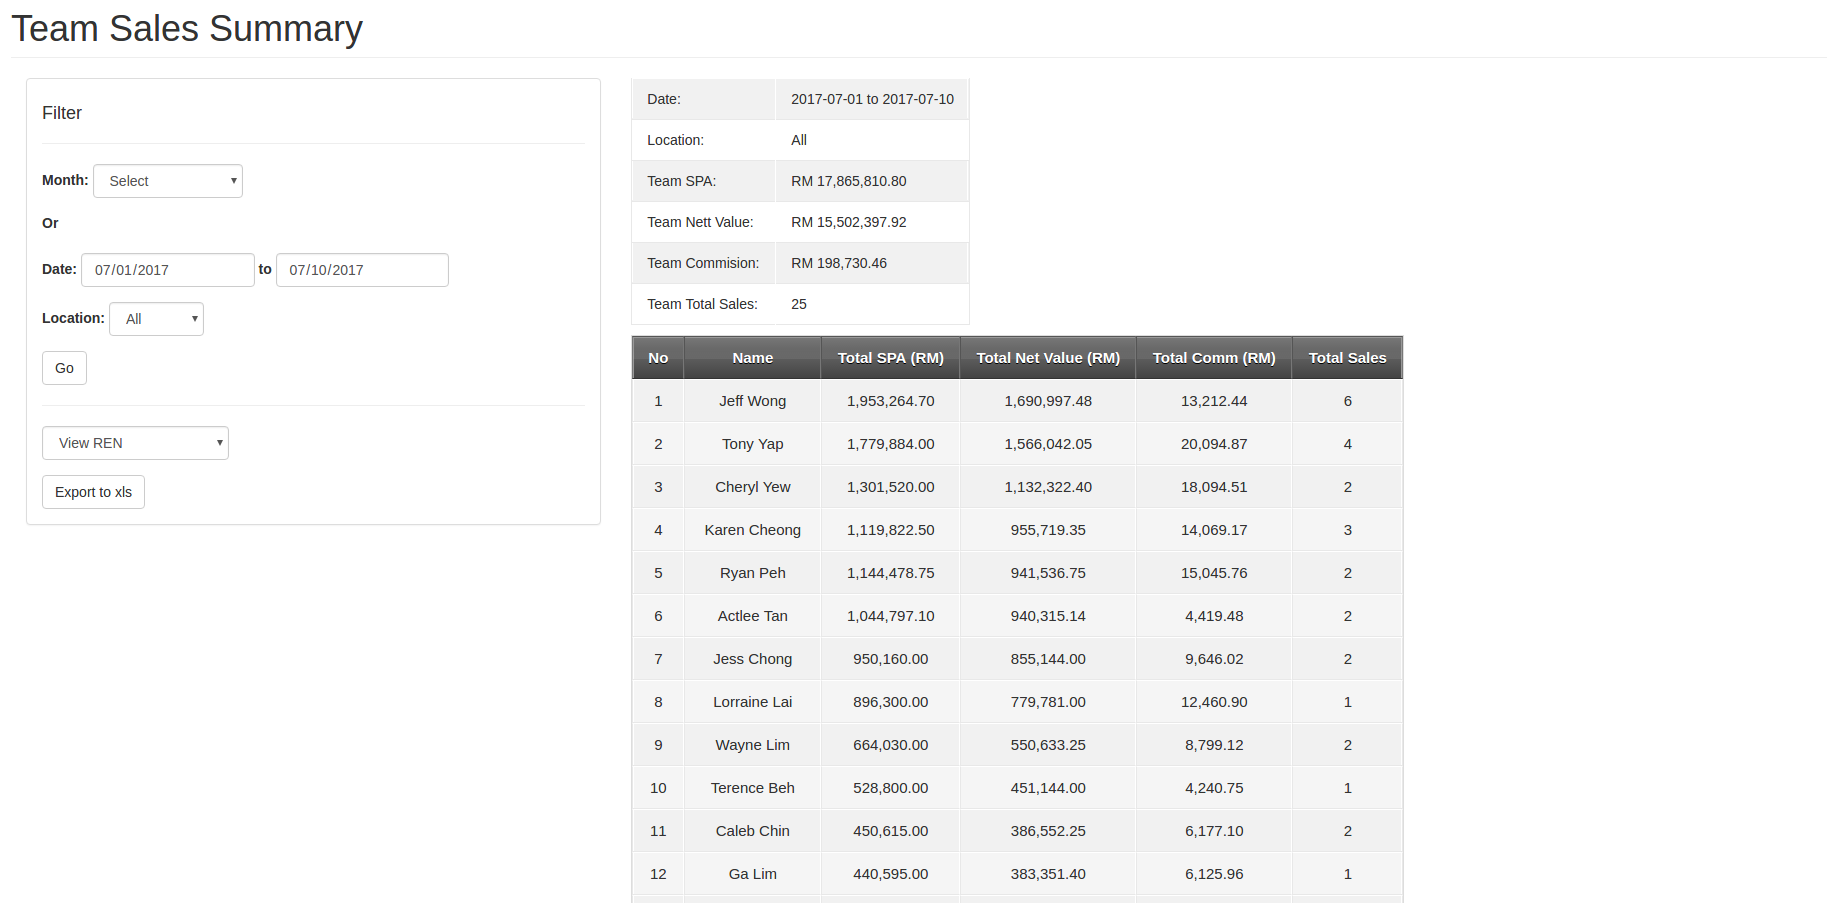 Team Sales Summary
Filter
Month: Select
Or
Date: 07/01/2017 to 07/10/2017
Location: All
Go
View REN
Export to xls
Date: 2017-07-01 to 2017-07-10
Location: All
Team SPA: RM 17,865,810.80
Team Nett Value: RM 15,502,397.92
Team Commision: RM 198,730.46
Team Total Sales: 25
No Name Total SPA (RM) Total Net Value (RM) Total Comm (RM) Total Sales
1 Jeff Wong 1,953,264.70 1,690,997.48 13,212.44 6
2 Tony Yap 1,779,884.00 1,566,042.05 20,094.87 4
3 Cheryl Yew 1,301,520.00 1,132,322.40 18,094.51 2
4 Karen Cheong 1,119,822.50 955,719.35 14,069.17 3
5 Ryan Peh 1,144,478.75 941,536.75 15,045.76 2
6 Actlee Tan 1,044,797.10 940,315.14 4,419.48 2
7 Jess Chong 950,160.00 855,144.00 9,646.02 2
8 Lorraine Lai 896,300.00 779,781.00 12,460.90 1
9 Wayne Lim 664,030.00 550,633.25 8,799.12 2
10 Terence Beh 528,800.00 451,144.00 4,240.75 1
11 Caleb Chin 450,615.00 386,552.25 6,177.10 2
12 Ga Lim 440,595.00 383,351.40 6,125.96 1